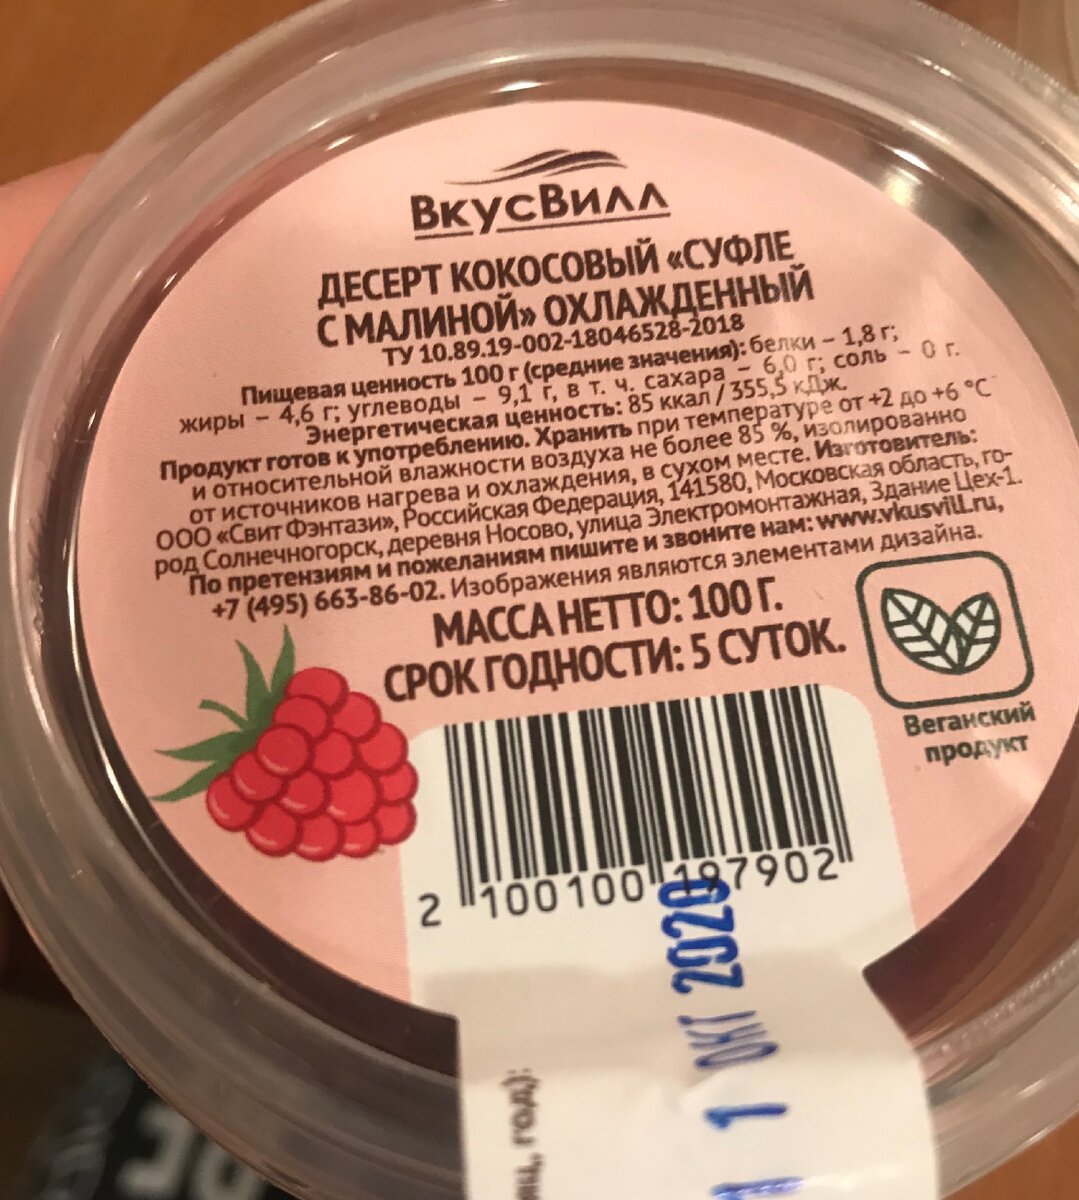 ВкусВилл
ДЕСЕРТ КОКОСОВЫЙ «СУФЛЕ
С МАЛИНОЙ» ОХЛАЖДЕННЫЙ
ТУ 10.89.19-002-18046528-2018
Пищевая ценность 100 г (средние значения): белки – 1,8 г;
жиры – 4,6 г; углеводы – 9,1 г, в т. ч. сахара – 6,0 г; соль – 0 г.
Энергетическая ценность: 85 ккал / 355,5 кДж.
Продукт готов к употреблению. Хранить при температуре от +2 до +6 °С
и относительной влажности воздуха не более 85 %, изолированно
от источников нагрева и охлаждения, в сухом месте. Изготовитель:
ООО «Свит Фэнтази», Российская Федерация, 141580, Московская область, го-
род Солнечногорск, деревня Носово, улица Электромонтажная, Здание Цех-1.
По претензиям и пожеланиям пишите и звоните нам: www.vkusvill.ru,
+7 (495) 663-86-02. Изображения являются элементами дизайна.
МАССА НЕТТО: 100 Г.
СРОК ГОДНОСТИ: 5 СУТОК.
Веганский
продукт
2 100100 197902
1 ОКТ 2020
год):